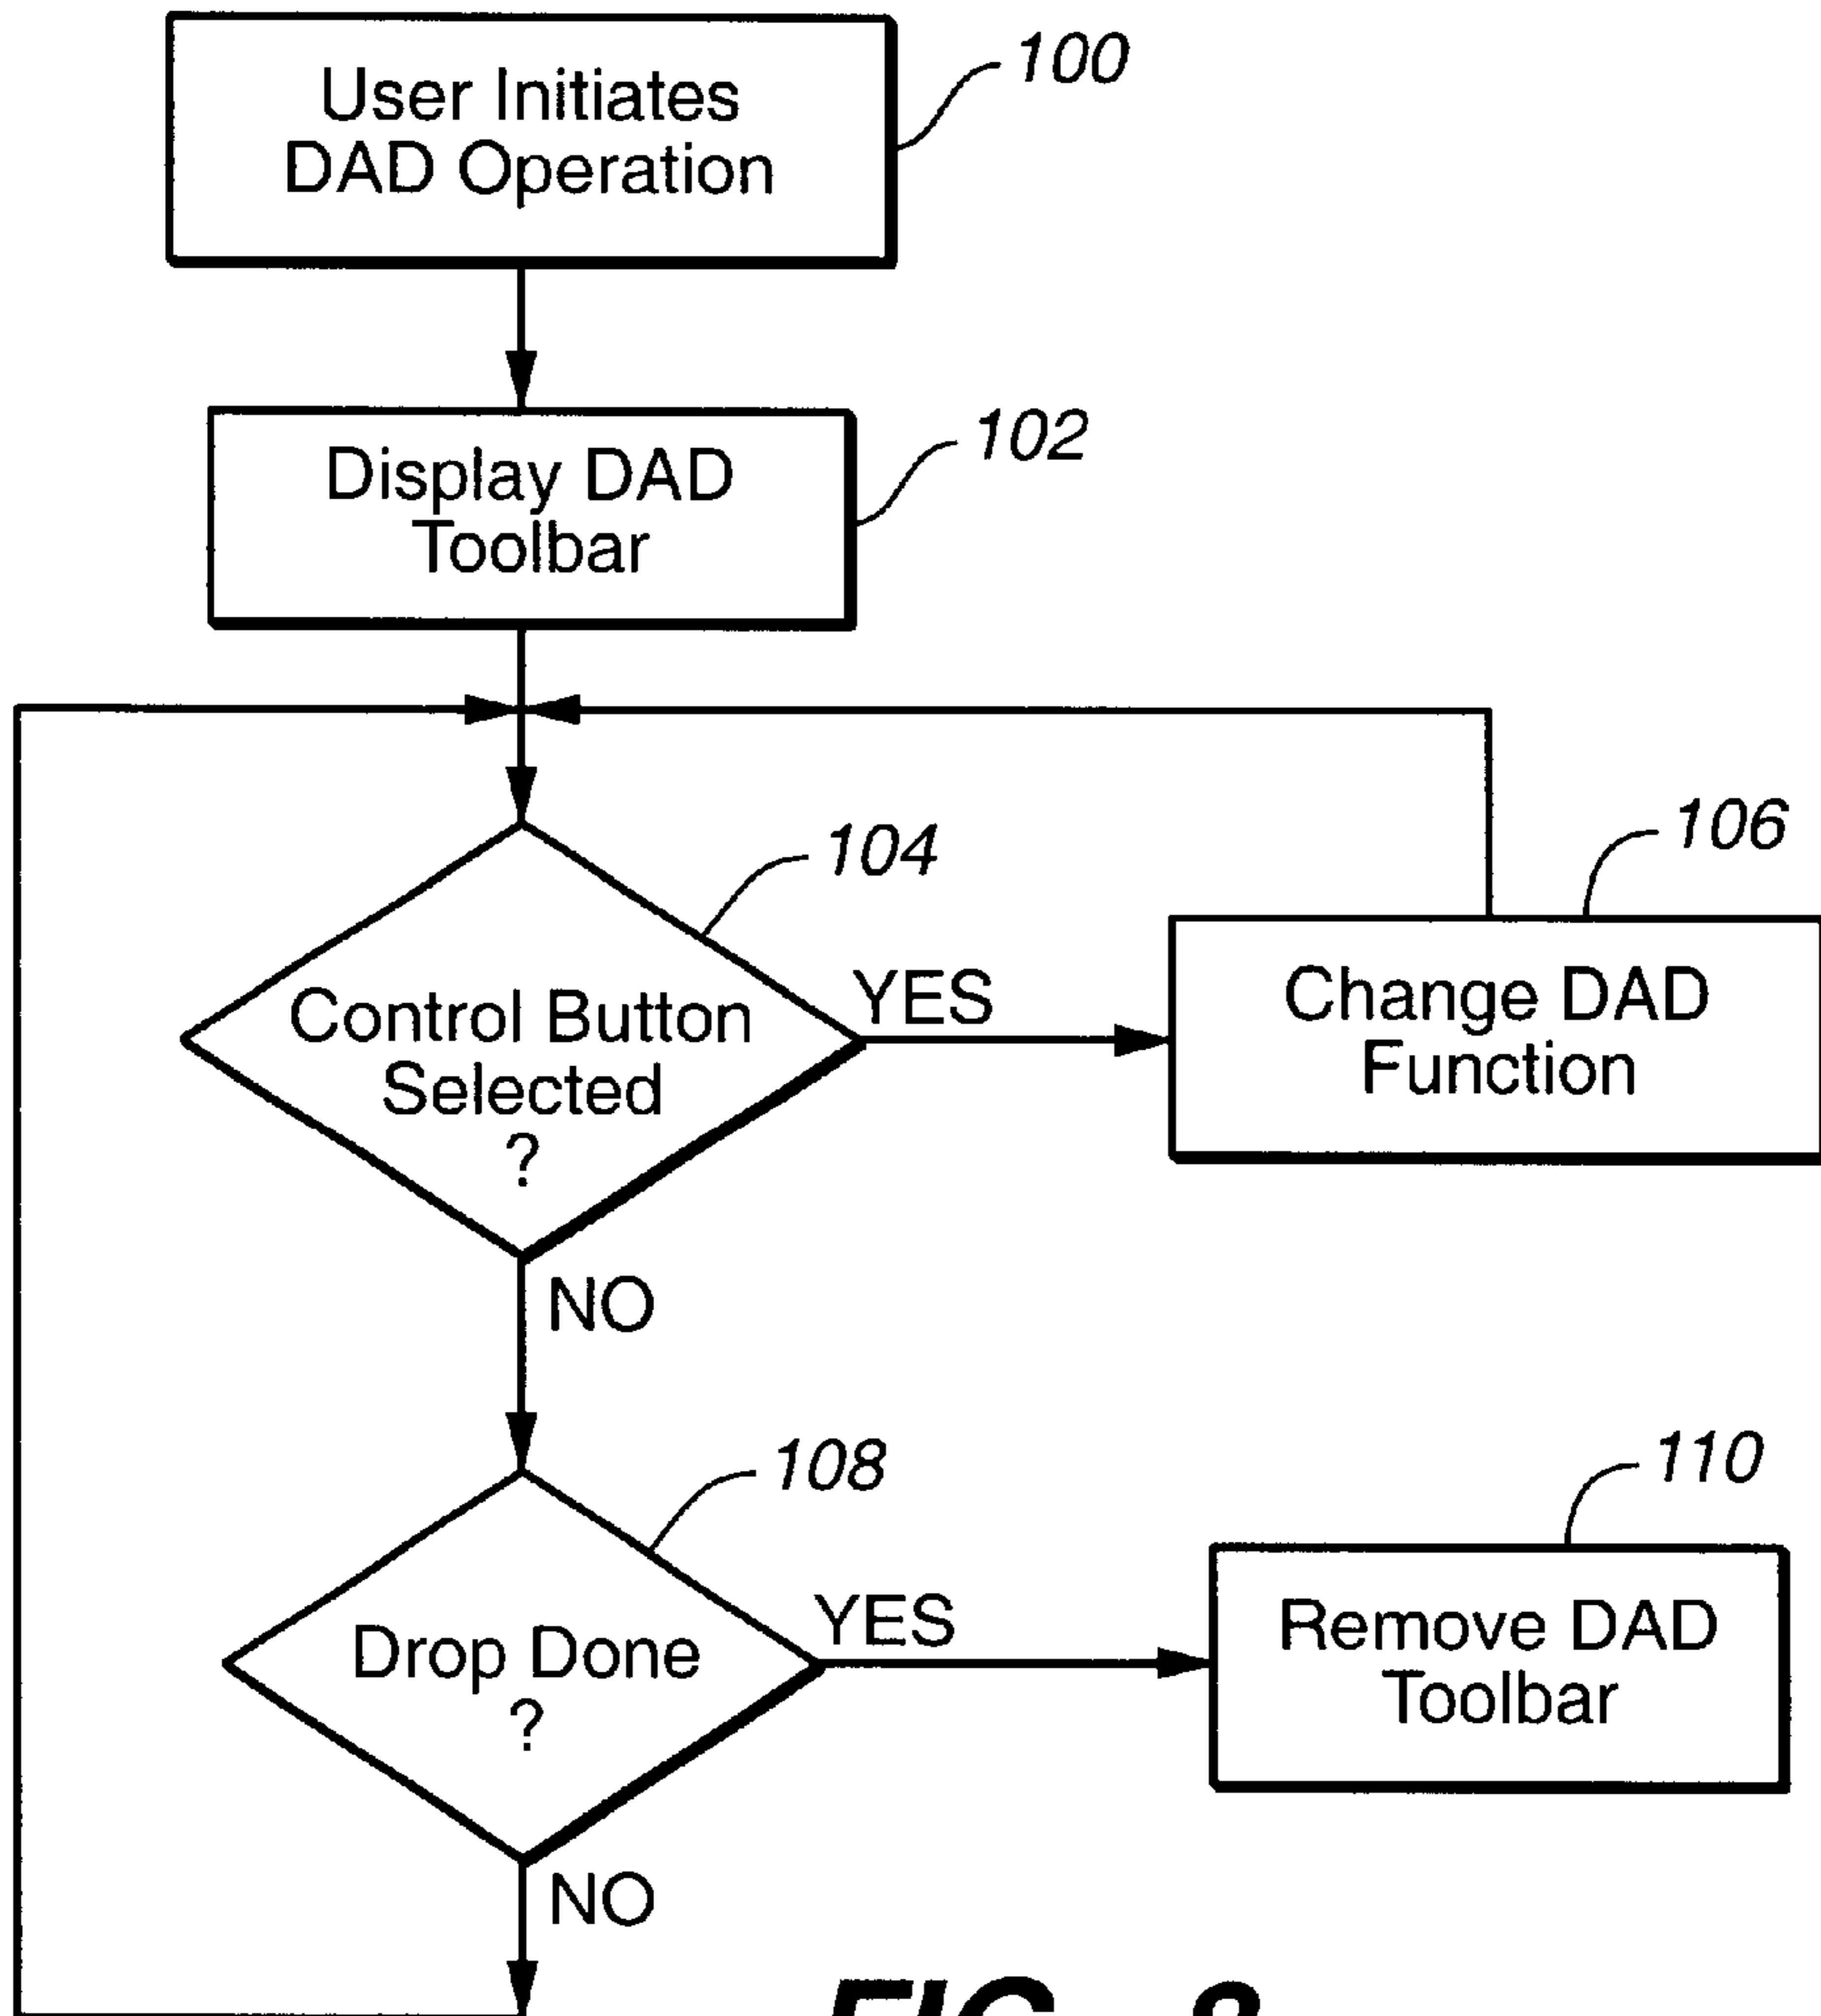 User Initiates
DAD Operation
100
Display DAD
Toolbar
102
104
Control Button
Selected
?
YES
106
Change DAD
Function
NO
108
Drop Done
?
YES
110
Remove DAD
Toolbar
NO